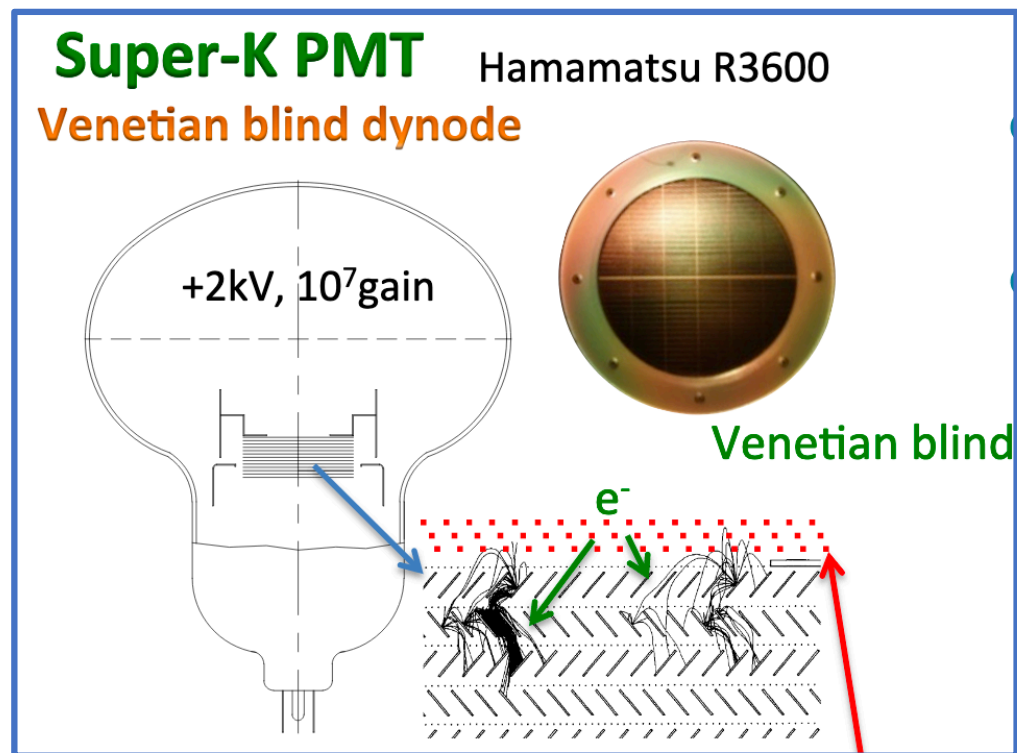 Super-K PMT Hamamatsu R3600
Venetian blind dynode
+2kV, 10⁷gain
Venetian blind
e⁻